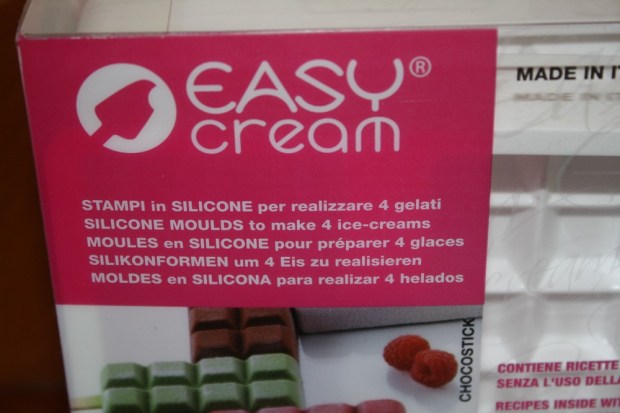 EASY®
cream
STAMPI in SILICONE per realizzare 4 gelati
SILICONE MOULDS to make 4 ice-creams
MOULES en SILICONE pour préparer 4 glaces
SILIKONFORMEN um 4 Eis zu realisieren
MOLDES en SILICONA para realizar 4 helados
MADE IN
CHOCOSTICK
CONTIENE RICETTE
SENZA L'USO DELLA
RECIPES INSIDE